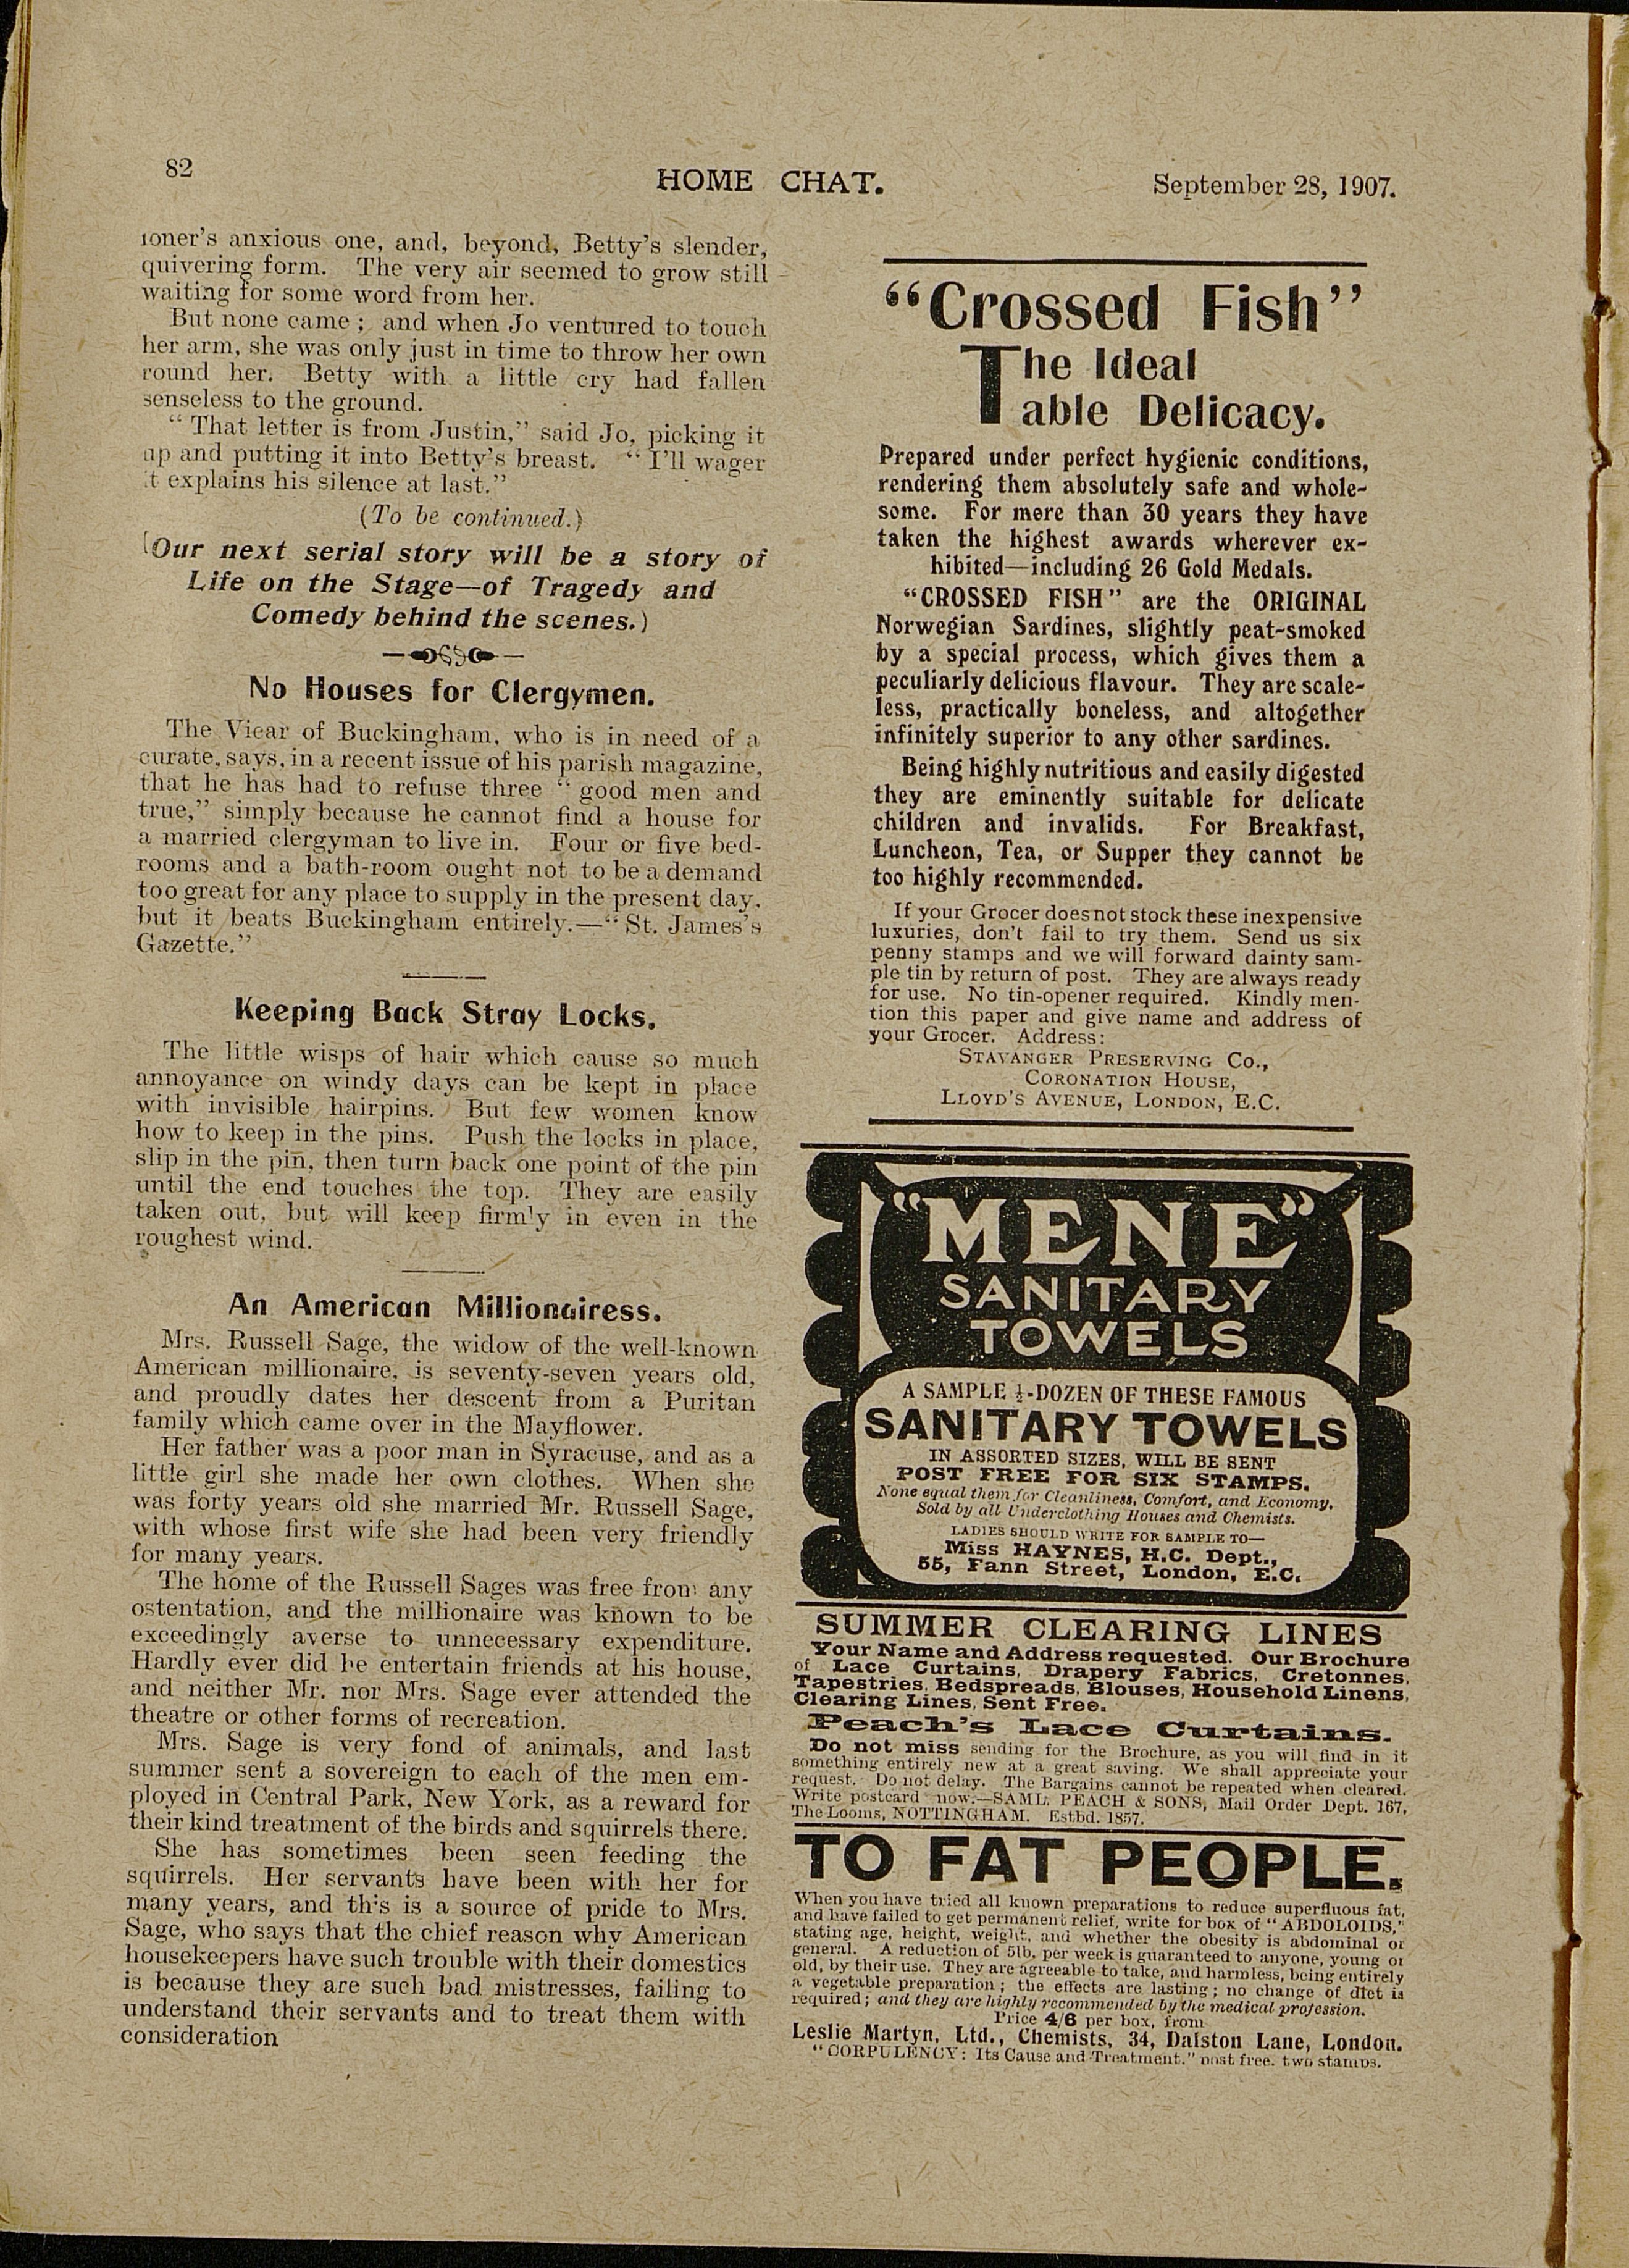 82
HOME CHAT.
September 28, 1907.
ioner's anxious one, and, beyond, Betty's slender,
quivering form. The very air seemed to grow still
waiting for some word from her.
But none came ; and when Jo ventured to touch
her arm, she was only just in time to throw her own
round her. Betty with a little cry had fallen
senseless to the ground.
" That letter is from Justin," said Jo, picking it
up and putting it into Betty's breast. " I'll wager
it explains his silence at last."
(To be continued.)
[Our next serial story will be a story of
Life on the Stage—of Tragedy and
Comedy behind the scenes.)
No Houses for Clergymen.
The Vicar of Buckingham, who is in need of a
curate, says, in a recent issue of his parish magazine,
that he has had to refuse three " good men and
true," simply because he cannot find a house for
a married clergyman to live in. Four or five bed-
rooms and a bath-room ought not to be a demand
too great for any place to supply in the present day,
but it beats Buckingham entirely.—" St. James's
Gazette."
Keeping Back Stray Locks.
The little wisps of hair which cause so much
annoyance on windy days can be kept in place
with invisible hairpins. But few women know
how to keep in the pins. Push the locks in place,
slip in the pin, then turn back one point of the pin
until the end touches the top. They are easily
taken out, but will keep firmly in even in the
roughest wind.
An American Millionairess.
Mrs. Russell Sage, the widow of the well-known
American millionaire, is seventy-seven years old,
and proudly dates her descent from a Puritan
family which came over in the Mayflower.
Her father was a poor man in Syracuse, and as a
little girl she made her own clothes. When she
was forty years old she married Mr. Russell Sage,
with whose first wife she had been very friendly
for many years.
The home of the Russell Sages was free from any
ostentation, and the millionaire was known to be
exceedingly averse to unnecessary expenditure.
Hardly ever did he entertain friends at his house,
and neither Mr. nor Mrs. Sage ever attended the
theatre or other forms of recreation.
Mrs. Sage is very fond of animals, and last
summer sent a sovereign to each of the men em-
ployed in Central Park, New York, as a reward for
their kind treatment of the birds and squirrels there.
She has sometimes been seen feeding the
squirrels. Her servants have been with her for
many years, and this is a source of pride to Mrs.
Sage, who says that the chief reason why American
housekeepers have such trouble with their domestics
is because they are such bad mistresses, failing to
understand their servants and to treat them with
consideration
"Crossed Fish"
The Ideal
Table Delicacy.
Prepared under perfect hygienic conditions,
rendering them absolutely safe and whole-
some. For more than 30 years they have
taken the highest awards wherever ex-
hibited—including 26 Gold Medals.
"CROSSED FISH" are the ORIGINAL
Norwegian Sardines, slightly peat-smoked
by a special process, which gives them a
peculiarly delicious flavour. They are scale-
less, practically boneless, and altogether
infinitely superior to any other sardines.
Being highly nutritious and easily digested
they are eminently suitable for delicate
children and invalids. For Breakfast,
Luncheon, Tea, or Supper they cannot be
too highly recommended.
If your Grocer does not stock these inexpensive
luxuries, don't fail to try them. Send us six
penny stamps and we will forward dainty sam-
ple tin by return of post. They are always ready
for use. No tin-opener required. Kindly men-
tion this paper and give name and address of
your Grocer. Address:
STAVANGER PRESERVING CO.,
CORONATION HOUSE,
LLOYD'S AVENUE, LONDON, E.C.
"MENE"
SANITARY
TOWELS
A SAMPLE ½-DOZEN OF THESE FAMOUS
SANITARY TOWELS
IN ASSORTED SIZES, WILL BE SENT
POST FREE FOR SIX STAMPS.
None equal them for Cleanliness, Comfort, and Economy.
Sold by all Underclothing Houses and Chemists.
LADIES SHOULD WRITE FOR SAMPLE TO—
Miss HAYNES, H.C. Dept.,
55, Fann Street, London, E.C.
SUMMER CLEARING LINES
Your Name and Address requested. Our Brochure
of Lace Curtains, Drapery Fabrics, Cretonnes,
Tapestries, Bedspreads, Blouses, Household Linens,
Clearing Lines, Sent Free.
Peach's Lace Curtains.
Do not miss sending for the Brochure, as you will find in it
something entirely new at a great saving. We shall appreciate your
request. Do not delay. The Bargains cannot be repeated when cleared.
Write postcard now.—SAML. PEACH & SONS, Mail Order Dept. 167,
The Looms, NOTTINGHAM. Estbd. 1857.
TO FAT PEOPLE.
When you have tried all known preparations to reduce superfluous fat,
and have failed to get permanent relief, write for box of " ABDOLOIDS,"
stating age, height, weight, and whether the obesity is abdominal or
general. A reduction of 5lb. per week is guaranteed to anyone, young or
old, by their use. They are agreeable to take, and harmless, being entirely
a vegetable preparation ; the effects are lasting ; no change of diet is
required ; and they are highly recommended by the medical profession.
Price 4/6 per box, from
Leslie Martyn, Ltd., Chemists, 34, Dalston Lane, London.
" CORPULENCY : Its Cause and Treatment." post free. two stamps.